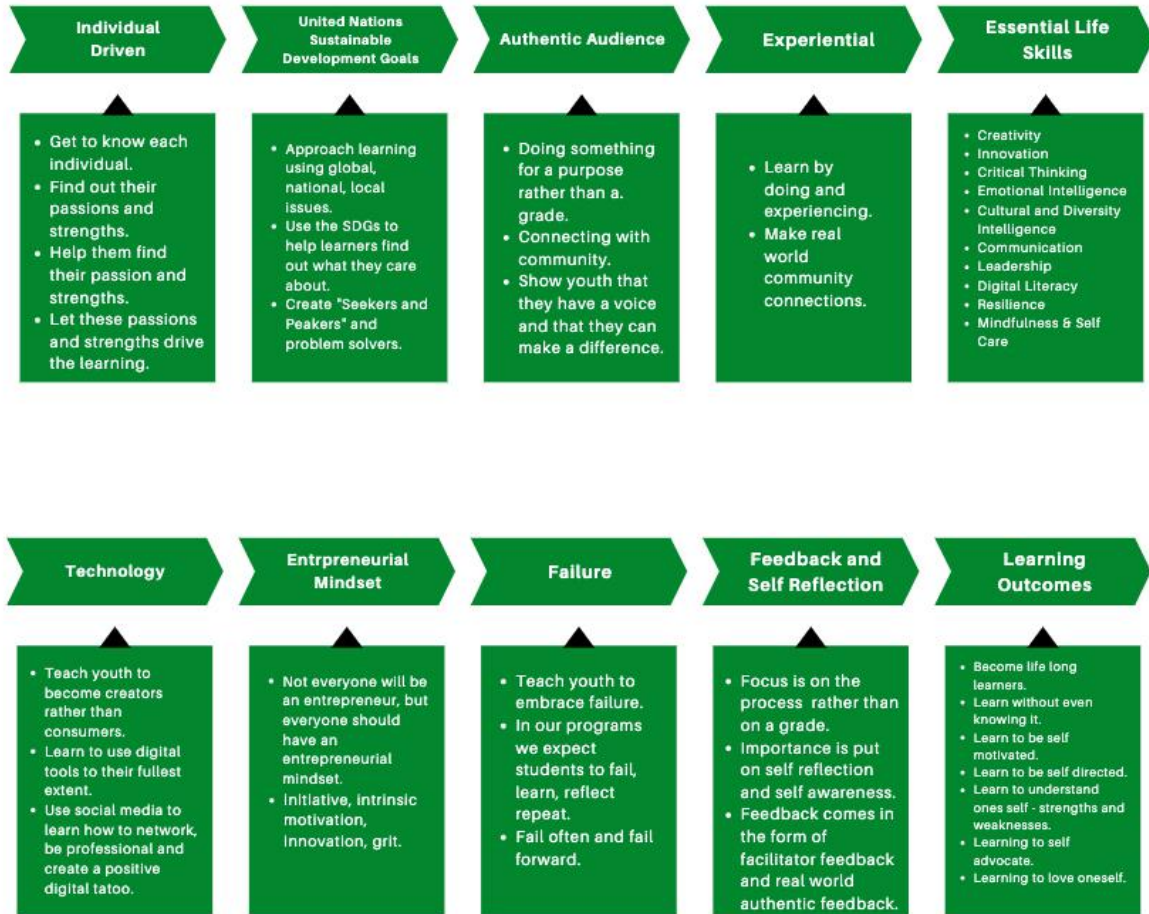 Individual
Driven
United Nations
Sustainable
Development Goals
Authentic Audience
Experiential
Essential Life
Skills
• Get to know each
individual.
• Find out their
passions and
strengths.
• Help them find
their passion and
strengths.
• Let these passions
and strengths drive
the learning.
• Approach learning
using global,
national, local
issues.
• Use the SDGs to
help learners find
out what they care
about.
• Create "Seekers and
Peakers" and
problem solvers.
• Doing something
for a purpose
rather than a.
grade.
• Connecting with
community.
• Show youth that
they have a voice
and that they can
make a difference.
• Learn by
doing and
experiencing.
• Make real
world
community
connections.
• Creativity
• Innovation
• Critical Thinking
• Emotional Intelligence
• Cultural and Diversity
Intelligence
• Communication
• Leadership
• Digital Literacy
• Resilience
• Mindfulness & Self
Care
Technology
Entrpreneurial
Mindset
Failure
Feedback and
Self Reflection
Learning
Outcomes
• Teach youth to
become creators
rather than
consumers.
• Learn to use digital
tools to their fullest
extent.
• Use social media to
learn how to network,
be professional and
create a positive
digital tatoo.
• Not everyone will be
an entrepreneur, but
everyone should
have an
entrepreneurial
mindset.
• Initiative, intrinsic
motivation,
Innovation, grit.
• Teach youth to
embrace failure.
• In our programs
we expect
students to fail,
learn, reflect
repeat.
• Fail often and fail
forward.
• Focus is on the
process rather than
on a grade.
• Importance is put
on self reflection
and self awareness.
• Feedback comes in
the form of
facilitator feedback
and real world
authentic feedback.
• Become life long
learners.
• Learn without even
knowing it.
• Learn to be self
motivated.
• Learn to be self directed.
• Learn to understand
ones self - strengths and
weaknesses.
• Learning to self
advocate.
• Learning to love oneself.